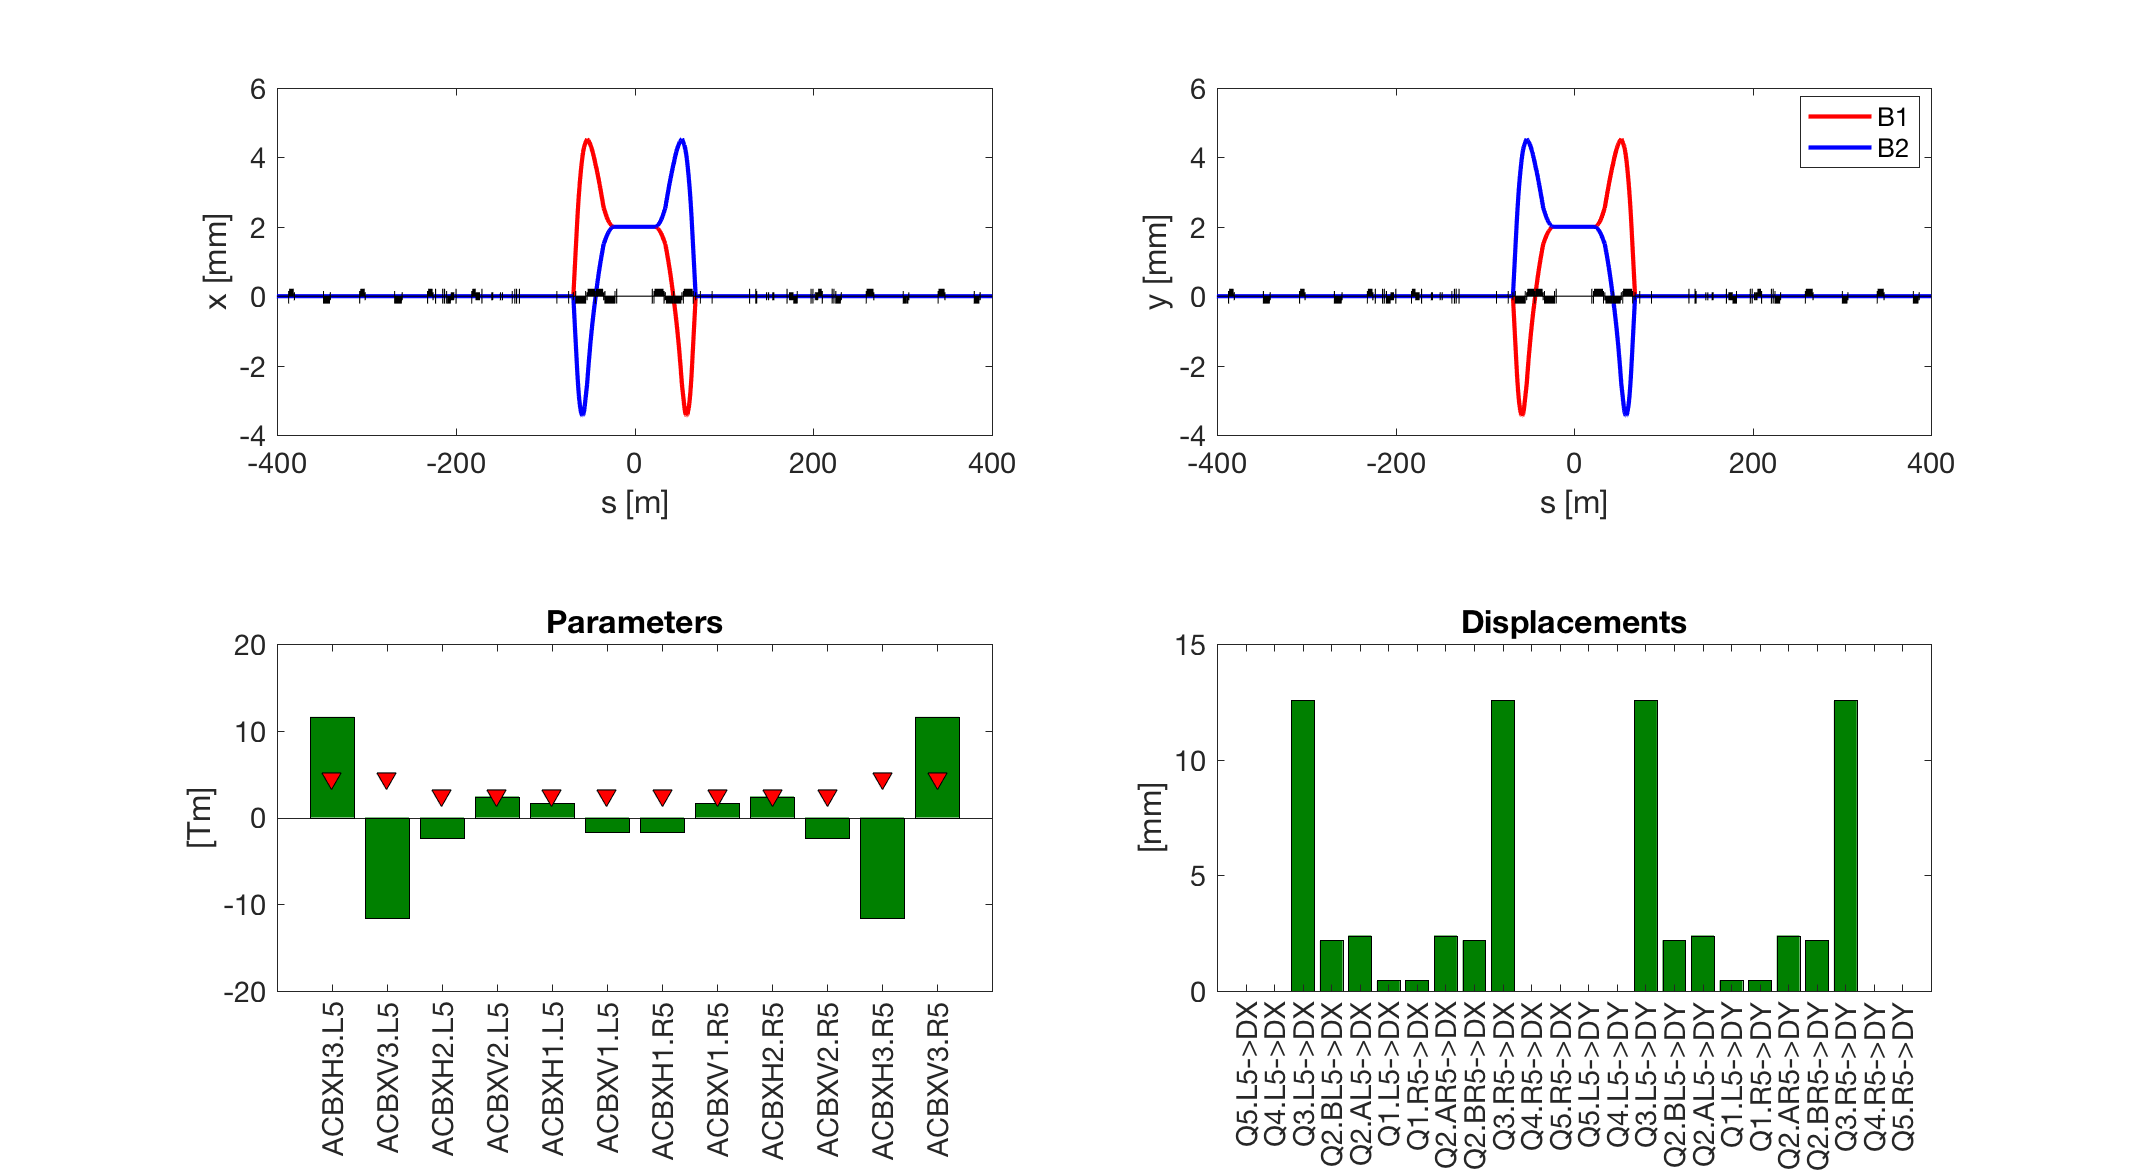 6
4
2
0
-2
-4
x [mm]
-400
-200
0
200
400
s [m]
6
4
2
0
-2
-4
y [mm]
B1
B2
-400
-200
0
200
400
s [m]
Parameters
20
10
0
-10
-20
[Tm]
ACBXH3.L5
ACBXV3.L5
ACBXH2.L5
ACBXV2.L5
ACBXH1.L5
ACBXV1.L5
ACBXH1.R5
ACBXV1.R5
ACBXH2.R5
ACBXV2.R5
ACBXH3.R5
ACBXV3.R5
Displacements
15
10
5
0
[mm]
Q5.L5->DX
Q4.L5->DX
Q3.L5->DX
Q2.BL5->DX
Q2.AL5->DX
Q1.L5->DX
Q1.R5->DX
Q2.AR5->DX
Q2.BR5->DX
Q3.R5->DX
Q4.R5->DX
Q5.R5->DX
Q5.L5->DY
Q4.L5->DY
Q3.L5->DY
Q2.BL5->DY
Q2.AL5->DY
Q1.L5->DY
Q1.R5->DY
Q2.AR5->DY
Q2.BR5->DY
Q3.R5->DY
Q4.R5->DY
Q5.R5->DY